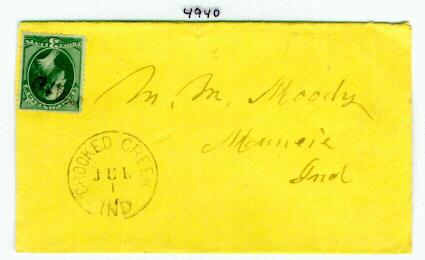 4940
M. M. Moody
Muncie
Ind
CROOKED CREEK
JUL
1
IND